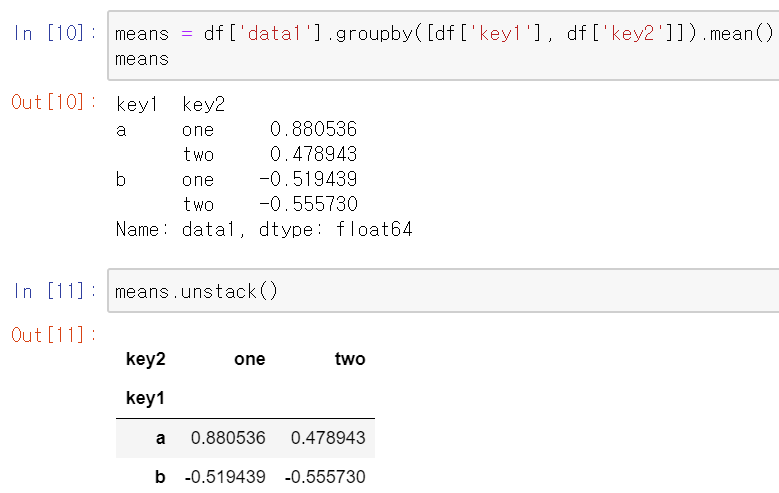 In [10]: means = df['data1'].groupby([df['key1'], df['key2']]).mean()
means
Out[10]: key1 key2
a one 0.880536
two 0.478943
b one -0.519439
two -0.555730
Name: data1, dtype: float64
In [11]: means.unstack()
Out[11]:
key2 one two
key1
a 0.880536 0.478943
b -0.519439 -0.555730